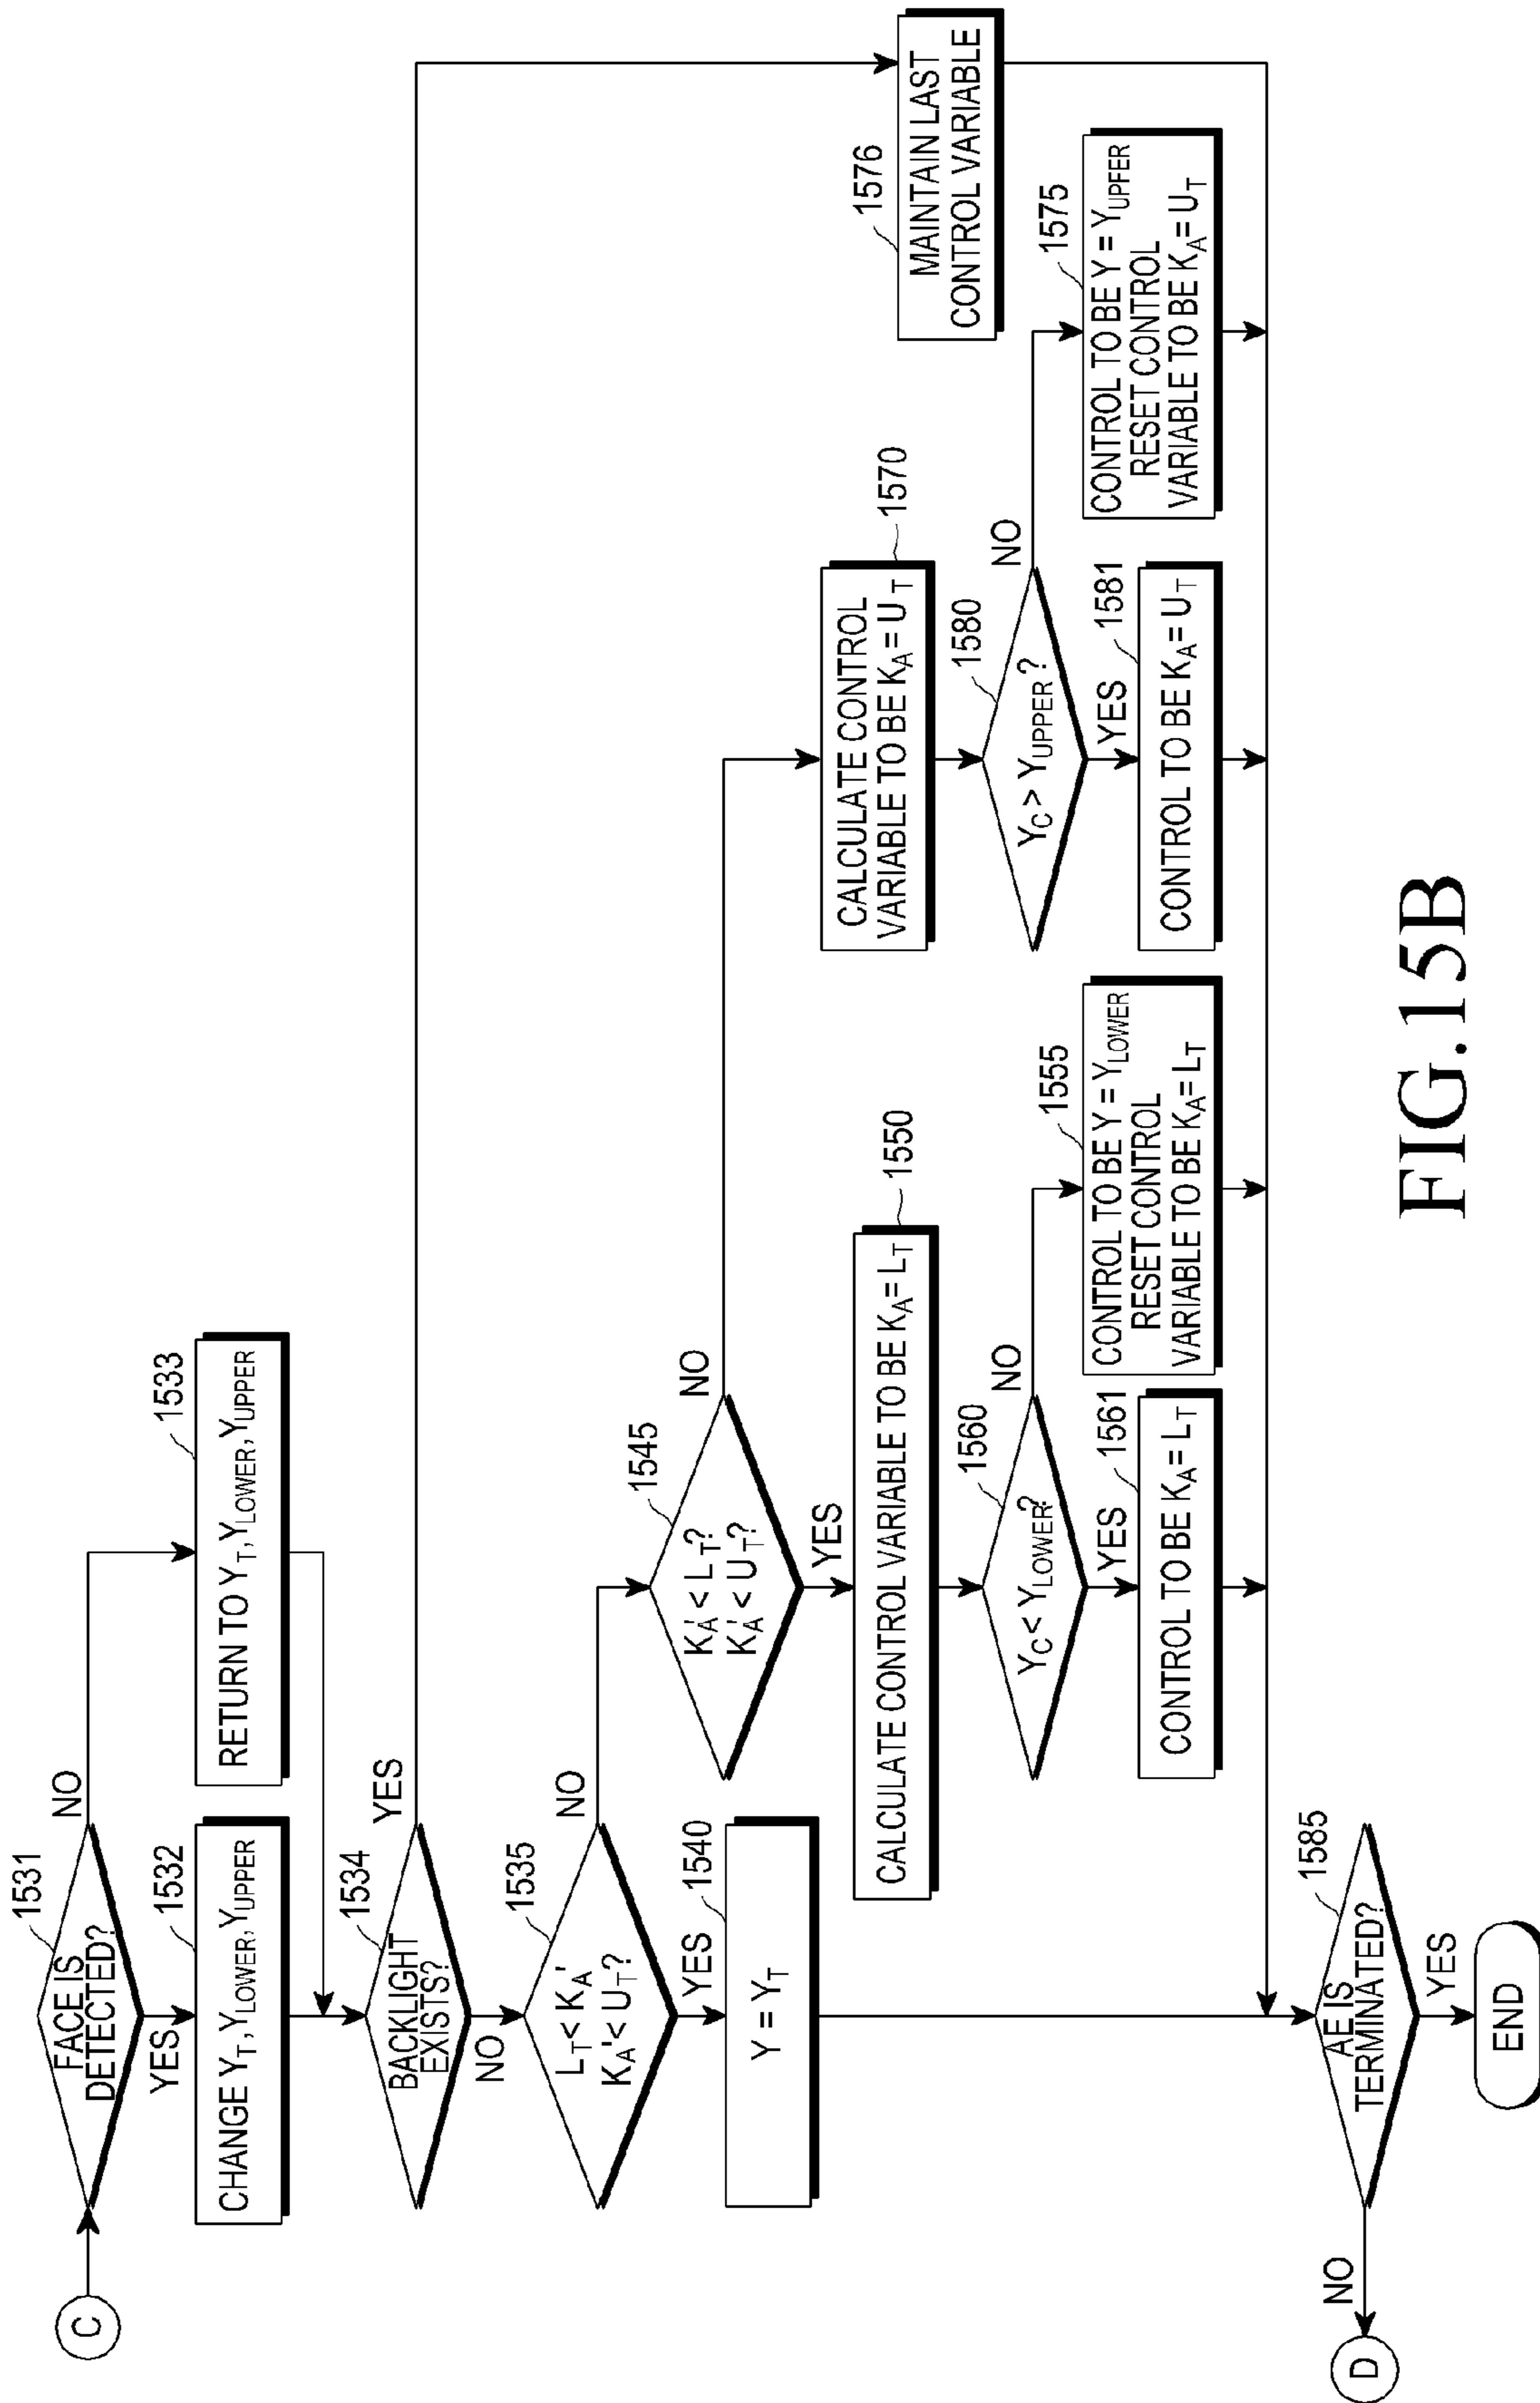 C
FACE IS
DETECTED?
1531
NO
YES
CHANGE Y_T, Y_LOWER, Y_UPPER
1532
RETURN TO Y_T, Y_LOWER, Y_UPPER
1533
BACKLIGHT
EXISTS?
1534
YES
NO
L_T < K_A'
K_A' < U_T?
1535
NO
YES
Y = Y_T
1540
K_A' < L_T?
K_A' < U_T?
1545
NO
YES
CALCULATE CONTROL VARIABLE TO BE K_A = L_T
1550
Y_C < Y_LOWER?
1560
NO
YES
CONTROL TO BE K_A = L_T
1561
CONTROL TO BE Y = Y_LOWER
RESET CONTROL
VARIABLE TO BE K_A = L_T
1555
CALCULATE CONTROL
VARIABLE TO BE K_A = U_T
1570
Y_C > Y_UPPER?
1580
NO
YES
CONTROL TO BE K_A = U_T
1581
CONTROL TO BE Y = Y_UPFER
RESET CONTROL
VARIABLE TO BE K_A = U_T
1575
MAINTAIN LAST
CONTROL VARIABLE
1576
AE IS
TERMINATED?
1585
NO
D
YES
END
FIG.15B